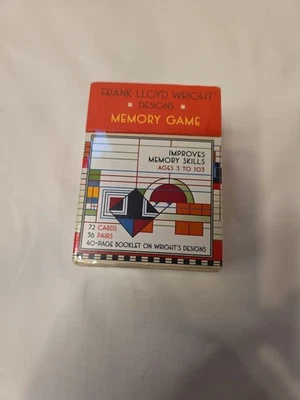 FRANK LLOYD WRIGHT™
DESIGNS
MEMORY GAME
IMPROVES
MEMORY SKILLS
AGES 3 TO 103
72 CARDS
36 PAIRS
40-PAGE BOOKLET ON WRIGHT'S DESIGNS